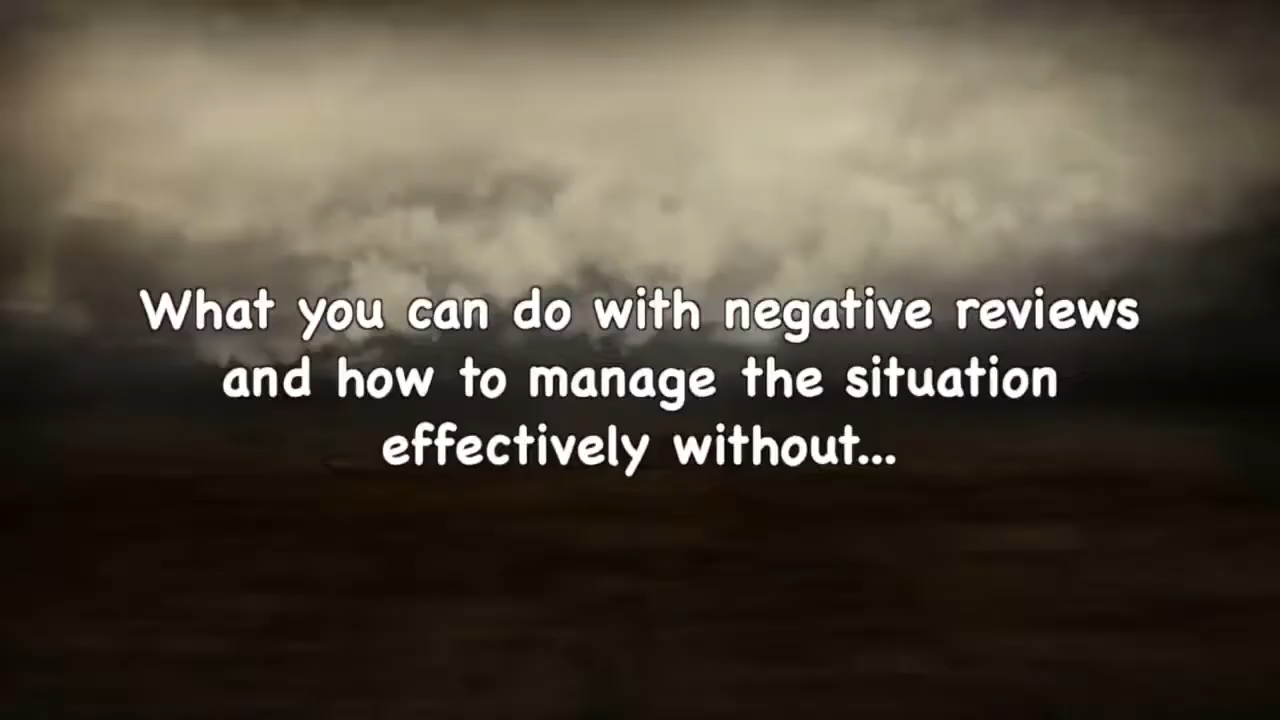 What you can do with negative reviews
and how to manage the situation
effectively without...